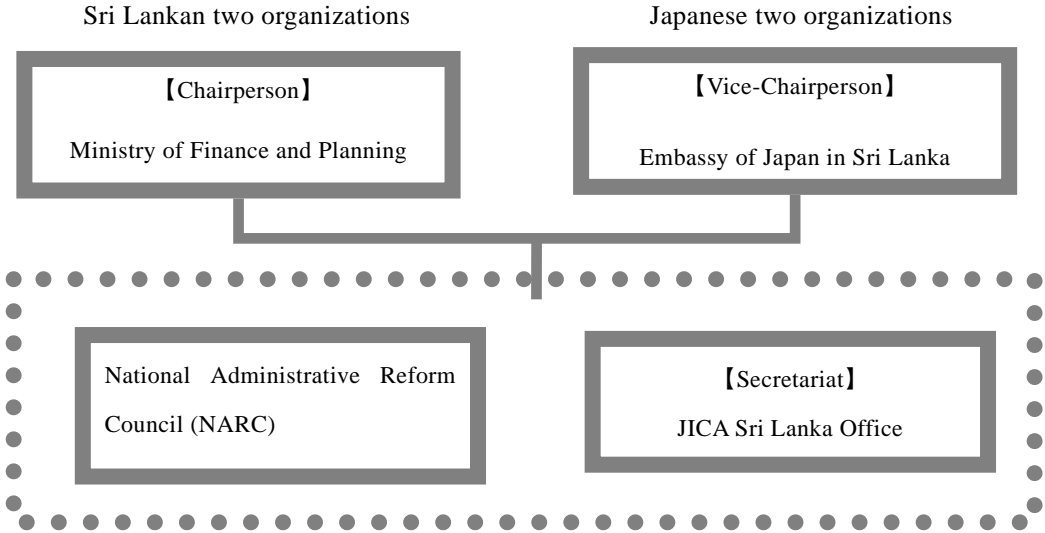 Sri Lankan two organizations
Japanese two organizations
【Chairperson】
Ministry of Finance and Planning
【Vice-Chairperson】
Embassy of Japan in Sri Lanka
National Administrative Reform
Council (NARC)
【Secretariat】
JICA Sri Lanka Office